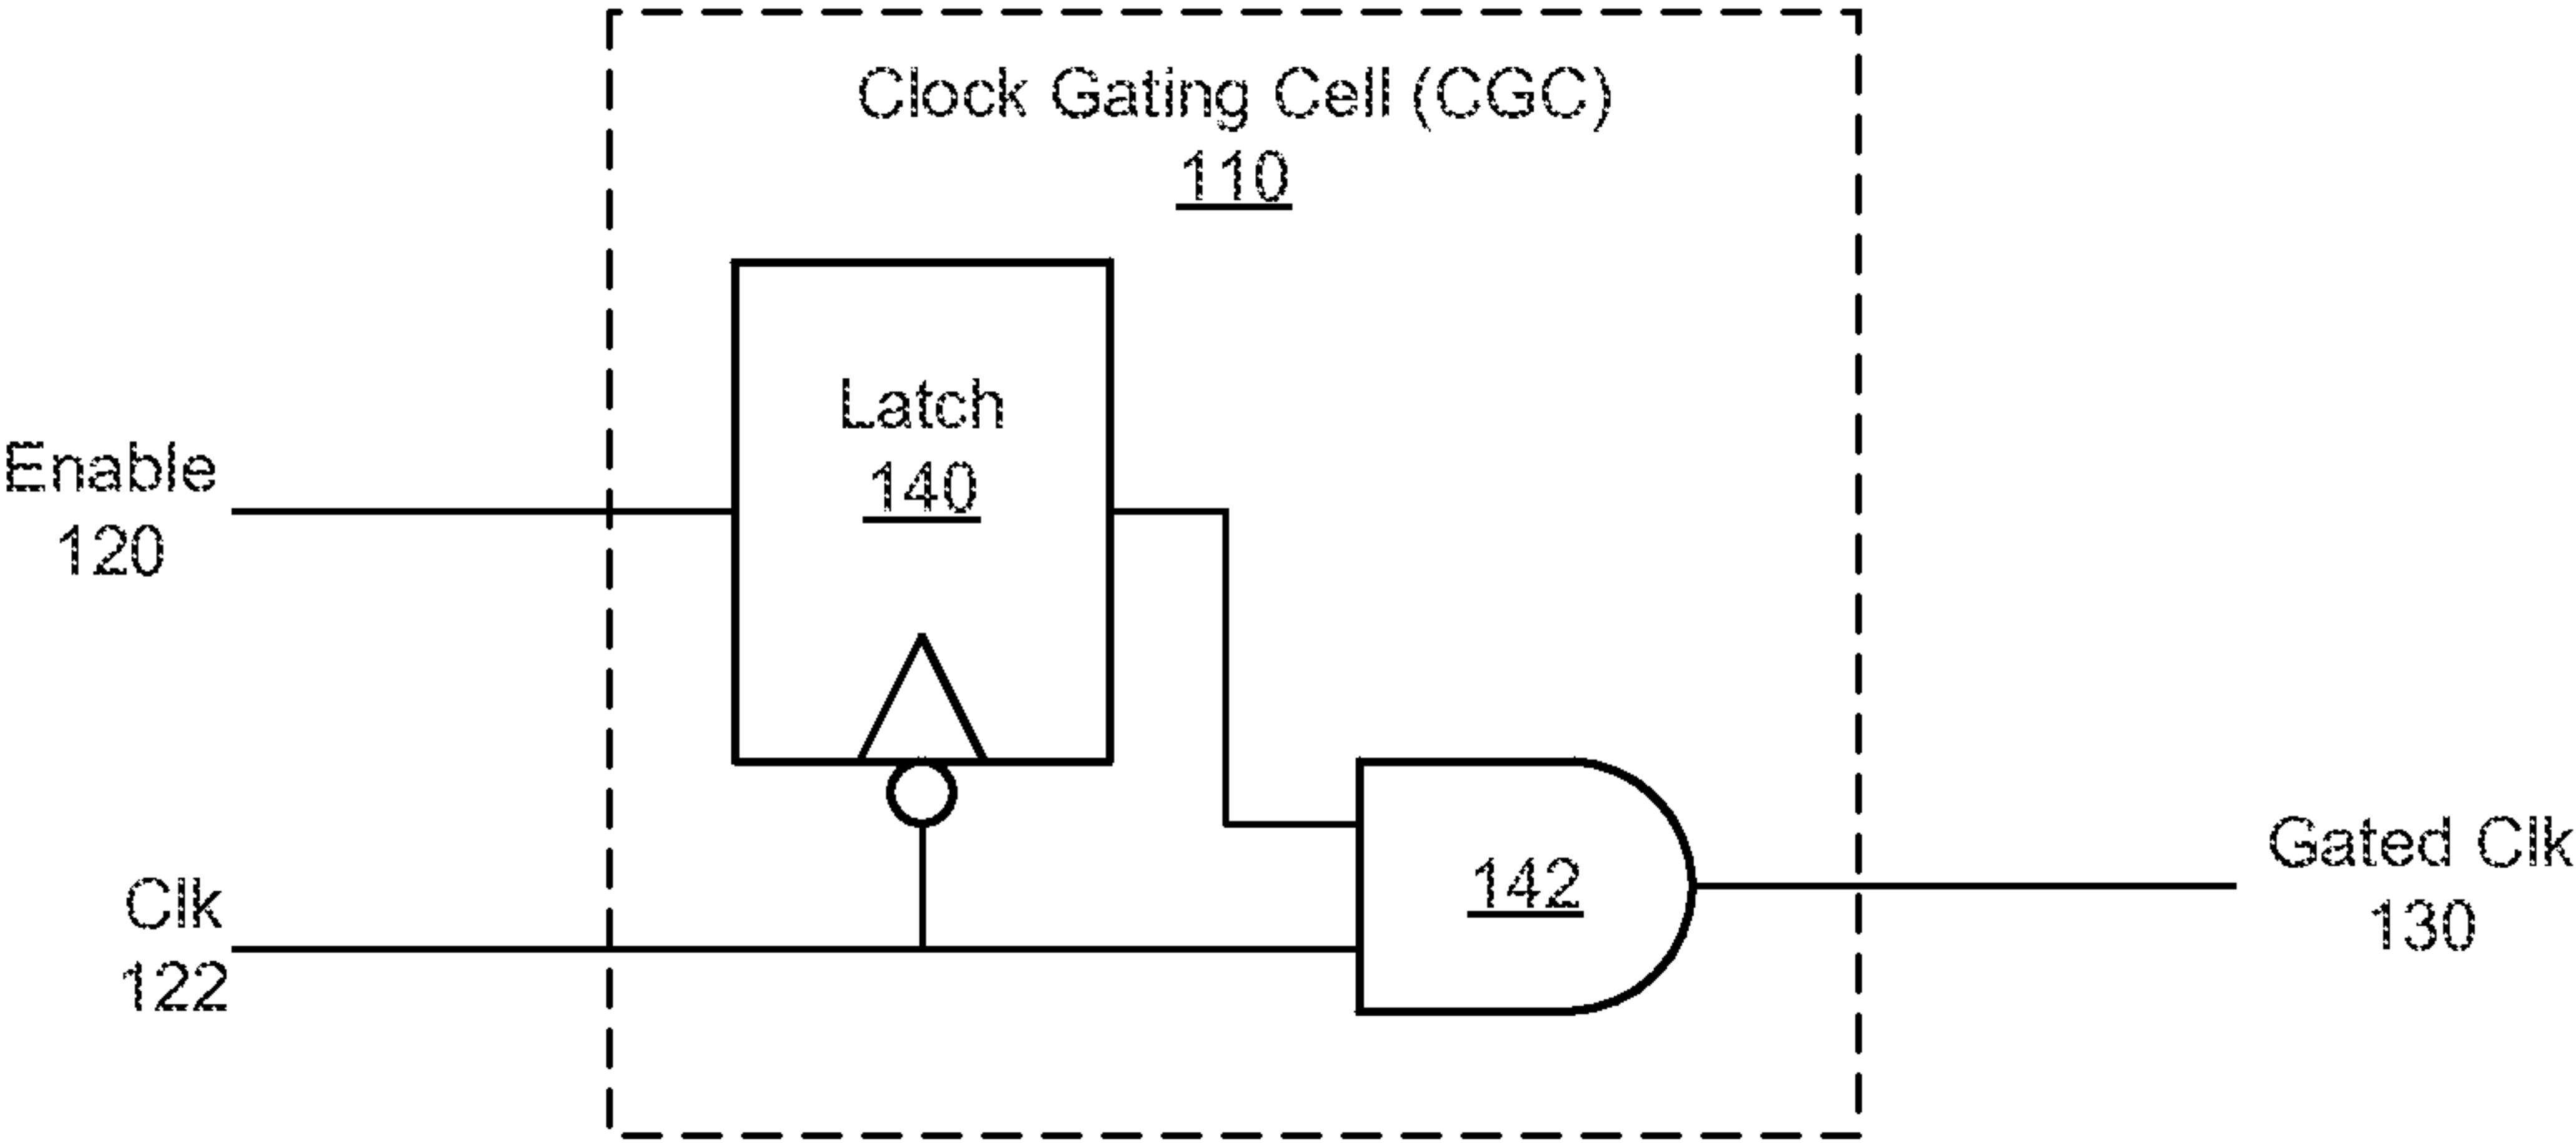 Clock Gating Cell (CGC)
110
Latch
140
Enable
120
142
Gated Clk
130
Clk
122